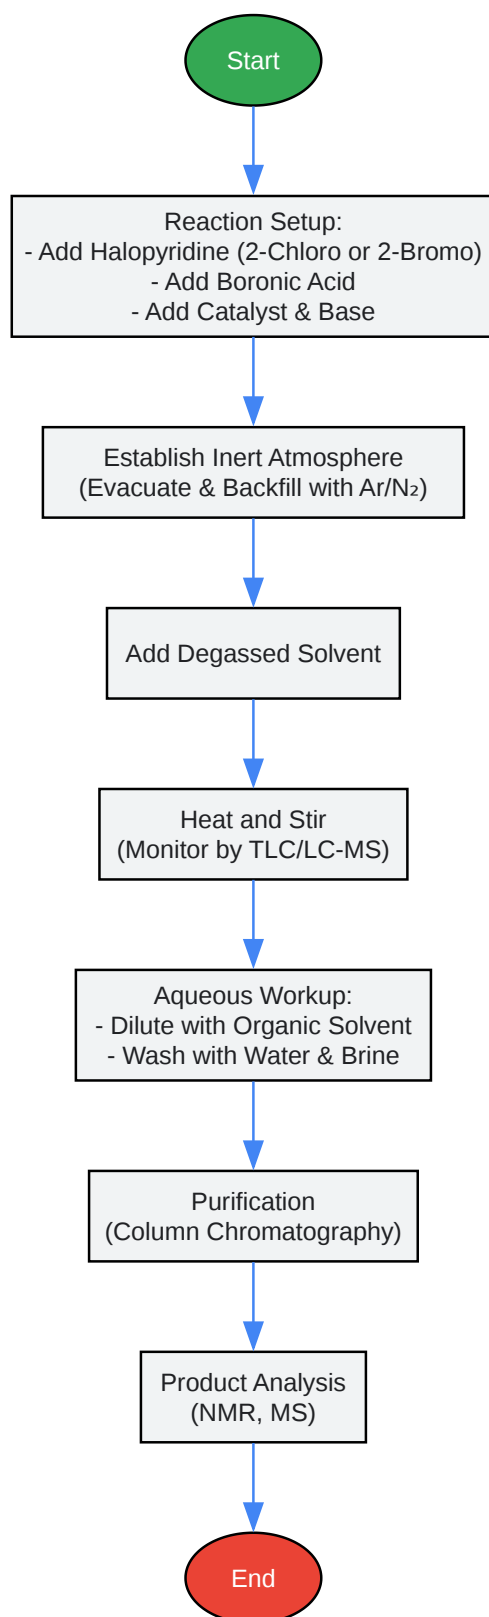 Start
Reaction Setup:
- Add Halopyridine (2-Chloro or 2-Bromo)
- Add Boronic Acid
- Add Catalyst & Base
Establish Inert Atmosphere
(Evacuate & Backfill with Ar/N₂)
Add Degassed Solvent
Heat and Stir
(Monitor by TLC/LC-MS)
Aqueous Workup:
- Dilute with Organic Solvent
- Wash with Water & Brine
Purification
(Column Chromatography)
Product Analysis
(NMR, MS)
End